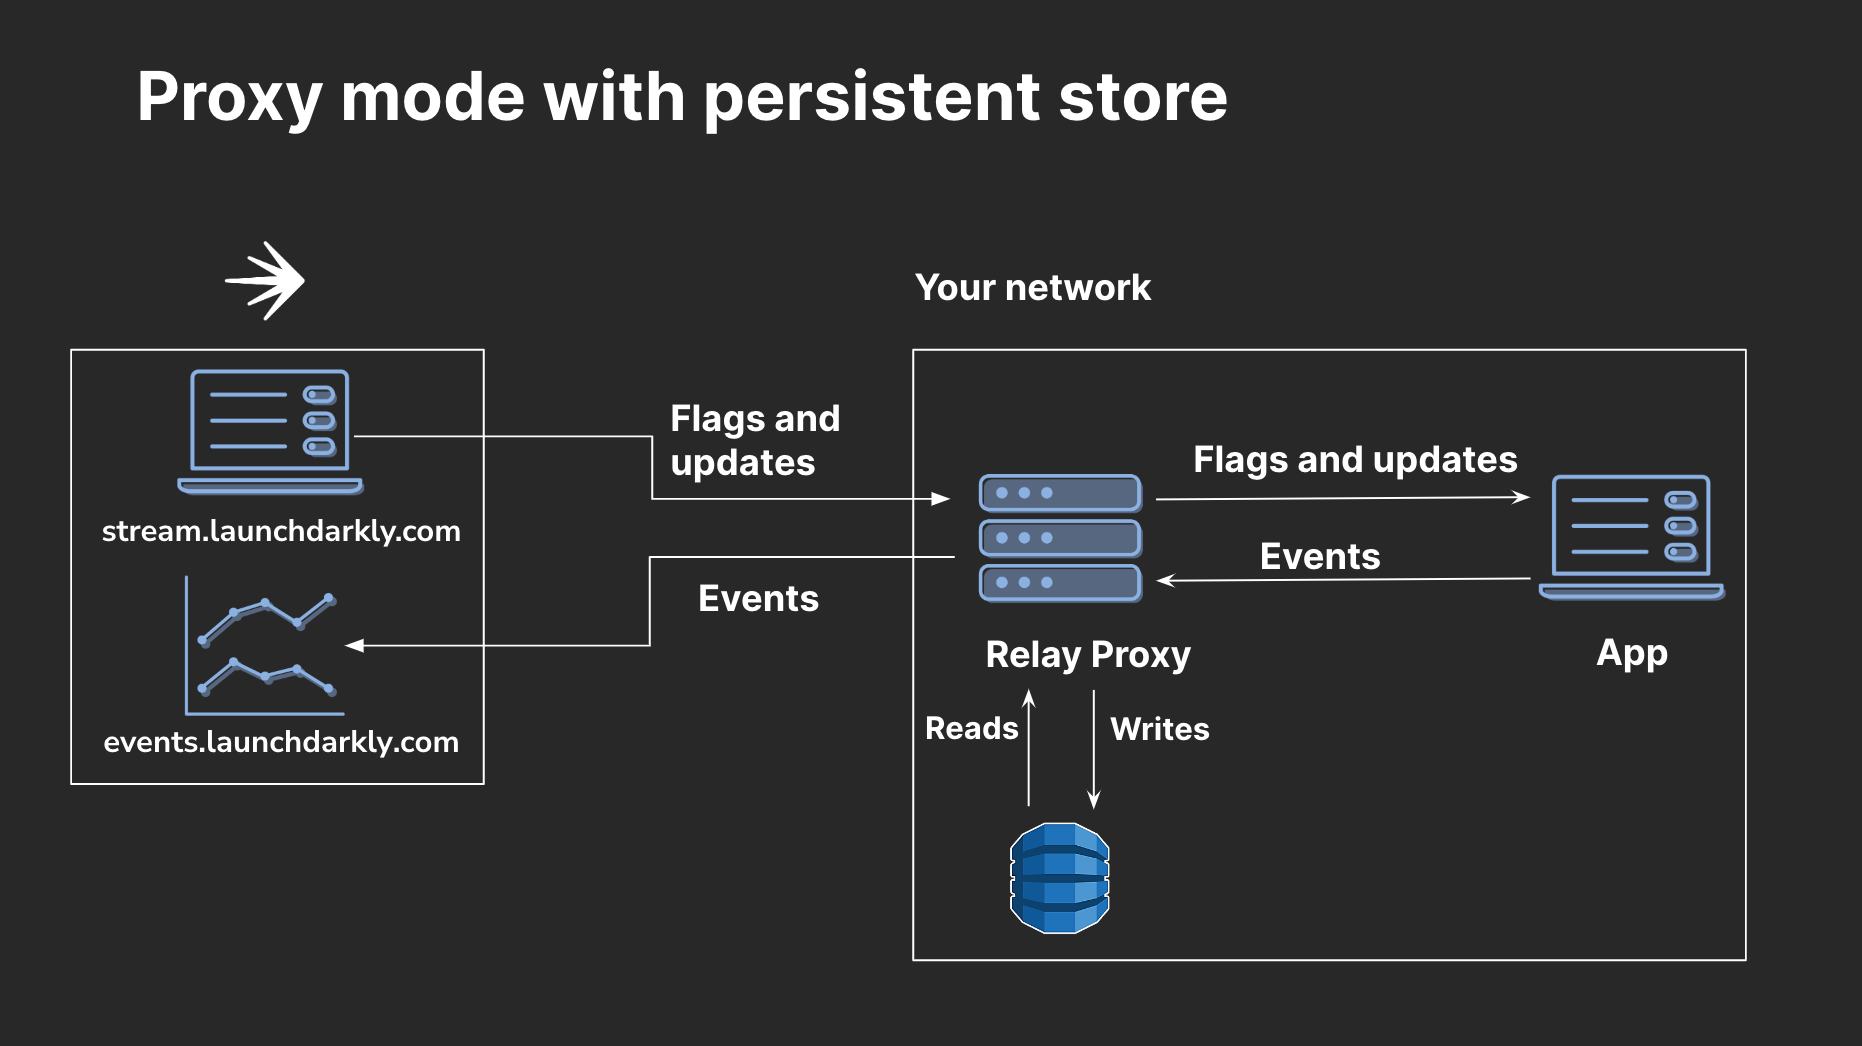 Proxy mode with persistent store
Your network
Flags and
updates
Flags and updates
stream.launchdarkly.com
Events
Events
Relay Proxy
App
Reads
Writes
events.launchdarkly.com